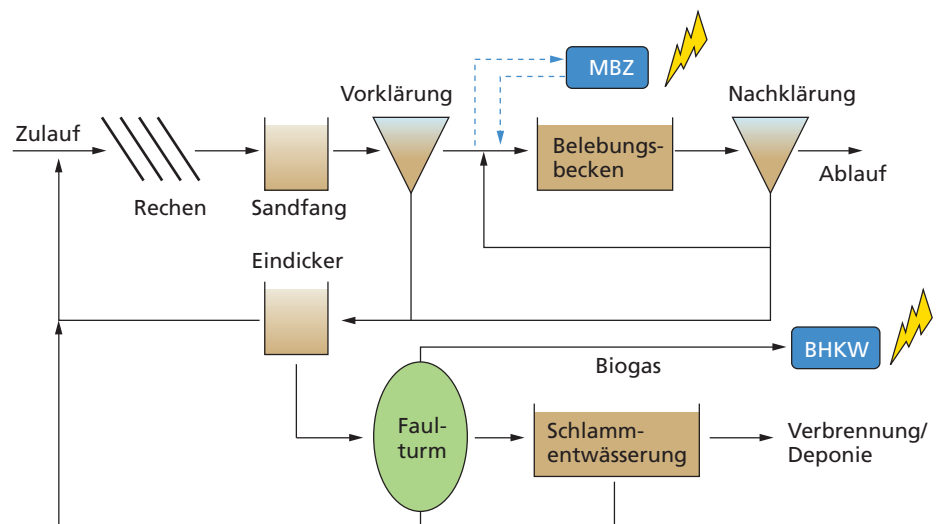 MBZ
Vorklärung
Nachklärung
Zulauf
Belebungs-
becken
Ablauf
Rechen
Sandfang
Eindicker
BHKW
Biogas
Faul-
turm
Schlamm-
entwässerung
Verbrennung/
Deponie